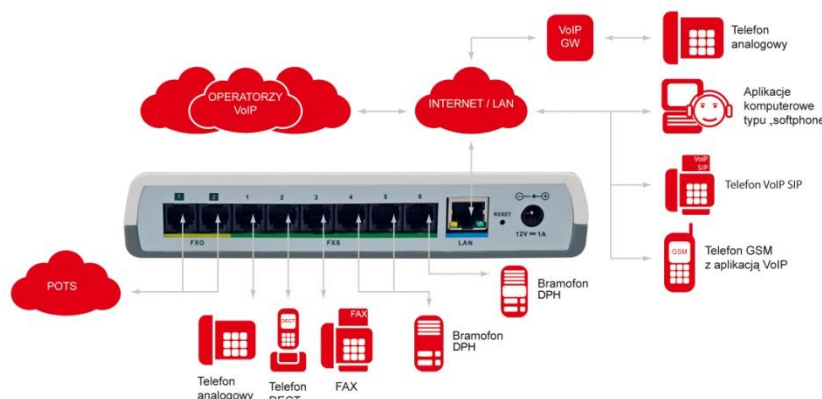 VoIP
GW
Telefon
analogowy
OPERATORZY
VoIP
INTERNET / LAN
Aplikacje
komputerowe
typu „softphone
VoIP
SIP
Telefon VoIP SIP
1 2 1 2 3 4 5 6
RESET
12V 1A
FXO FXS LAN
GSM
Telefon GSM
z aplikacją VoIP
POTS
Bramofon
DPH
DECT
FAX
Bramofon
DPH
Telefon
analogowy
Telefon
DECT
FAX